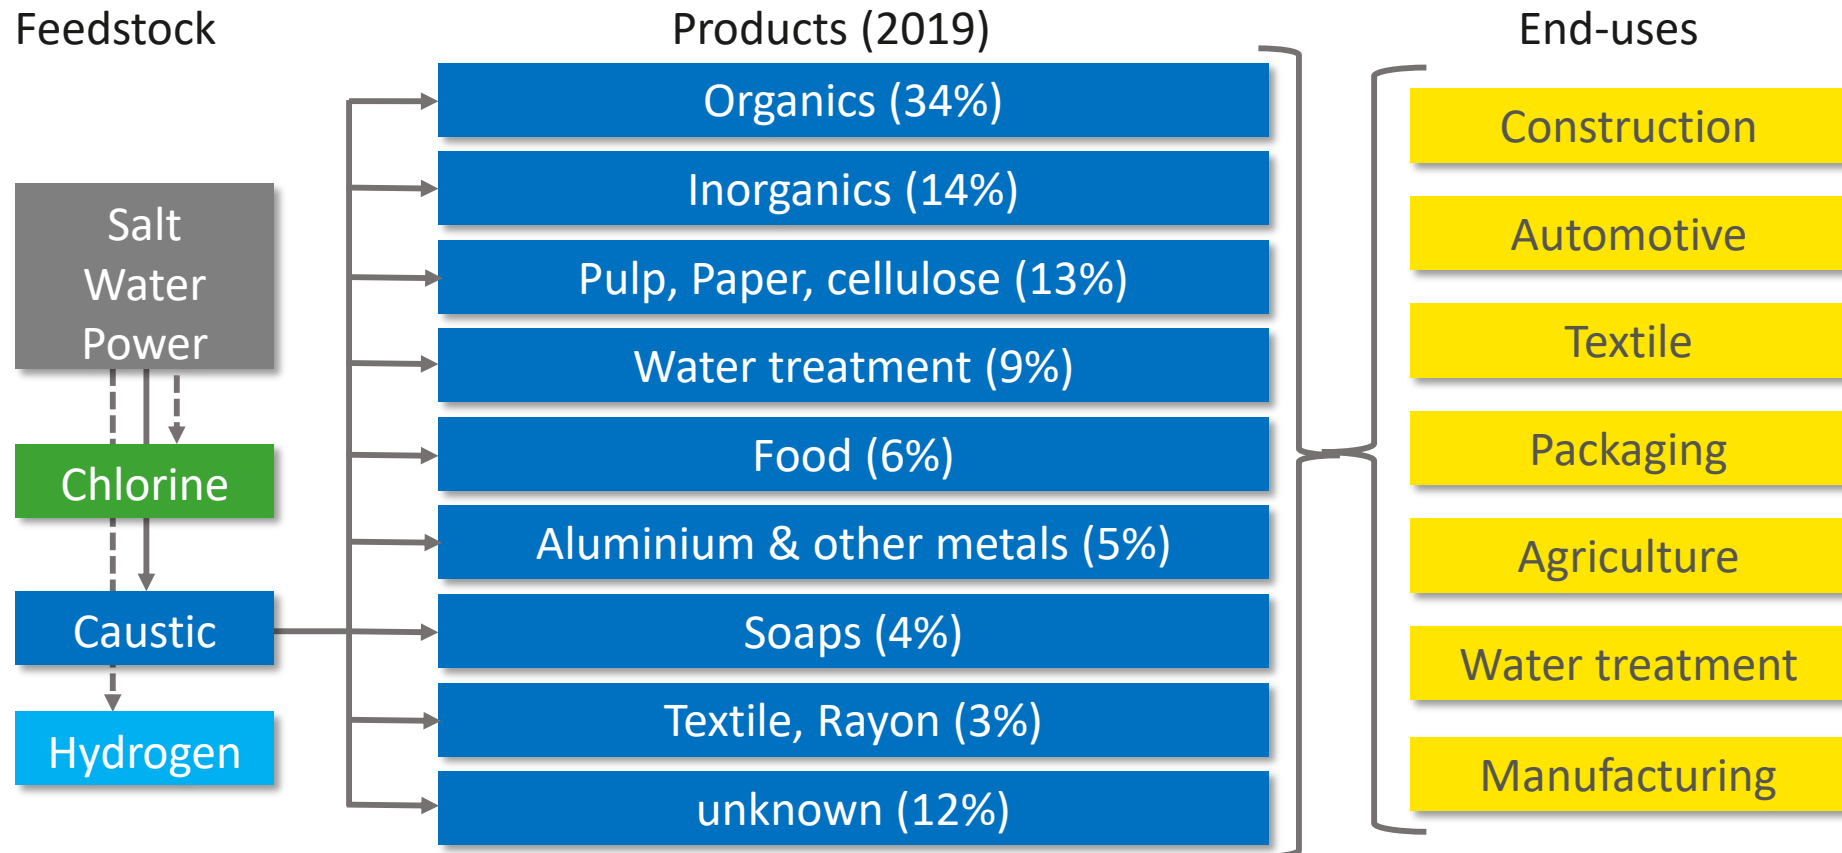 Feedstock
Salt
Water
Power
Chlorine
Caustic
Hydrogen
Products (2019)
Organics (34%)
Inorganics (14%)
Pulp, Paper, cellulose (13%)
Water treatment (9%)
Food (6%)
Aluminium & other metals (5%)
Soaps (4%)
Textile, Rayon (3%)
unknown (12%)
End-uses
Construction
Automotive
Textile
Packaging
Agriculture
Water treatment
Manufacturing